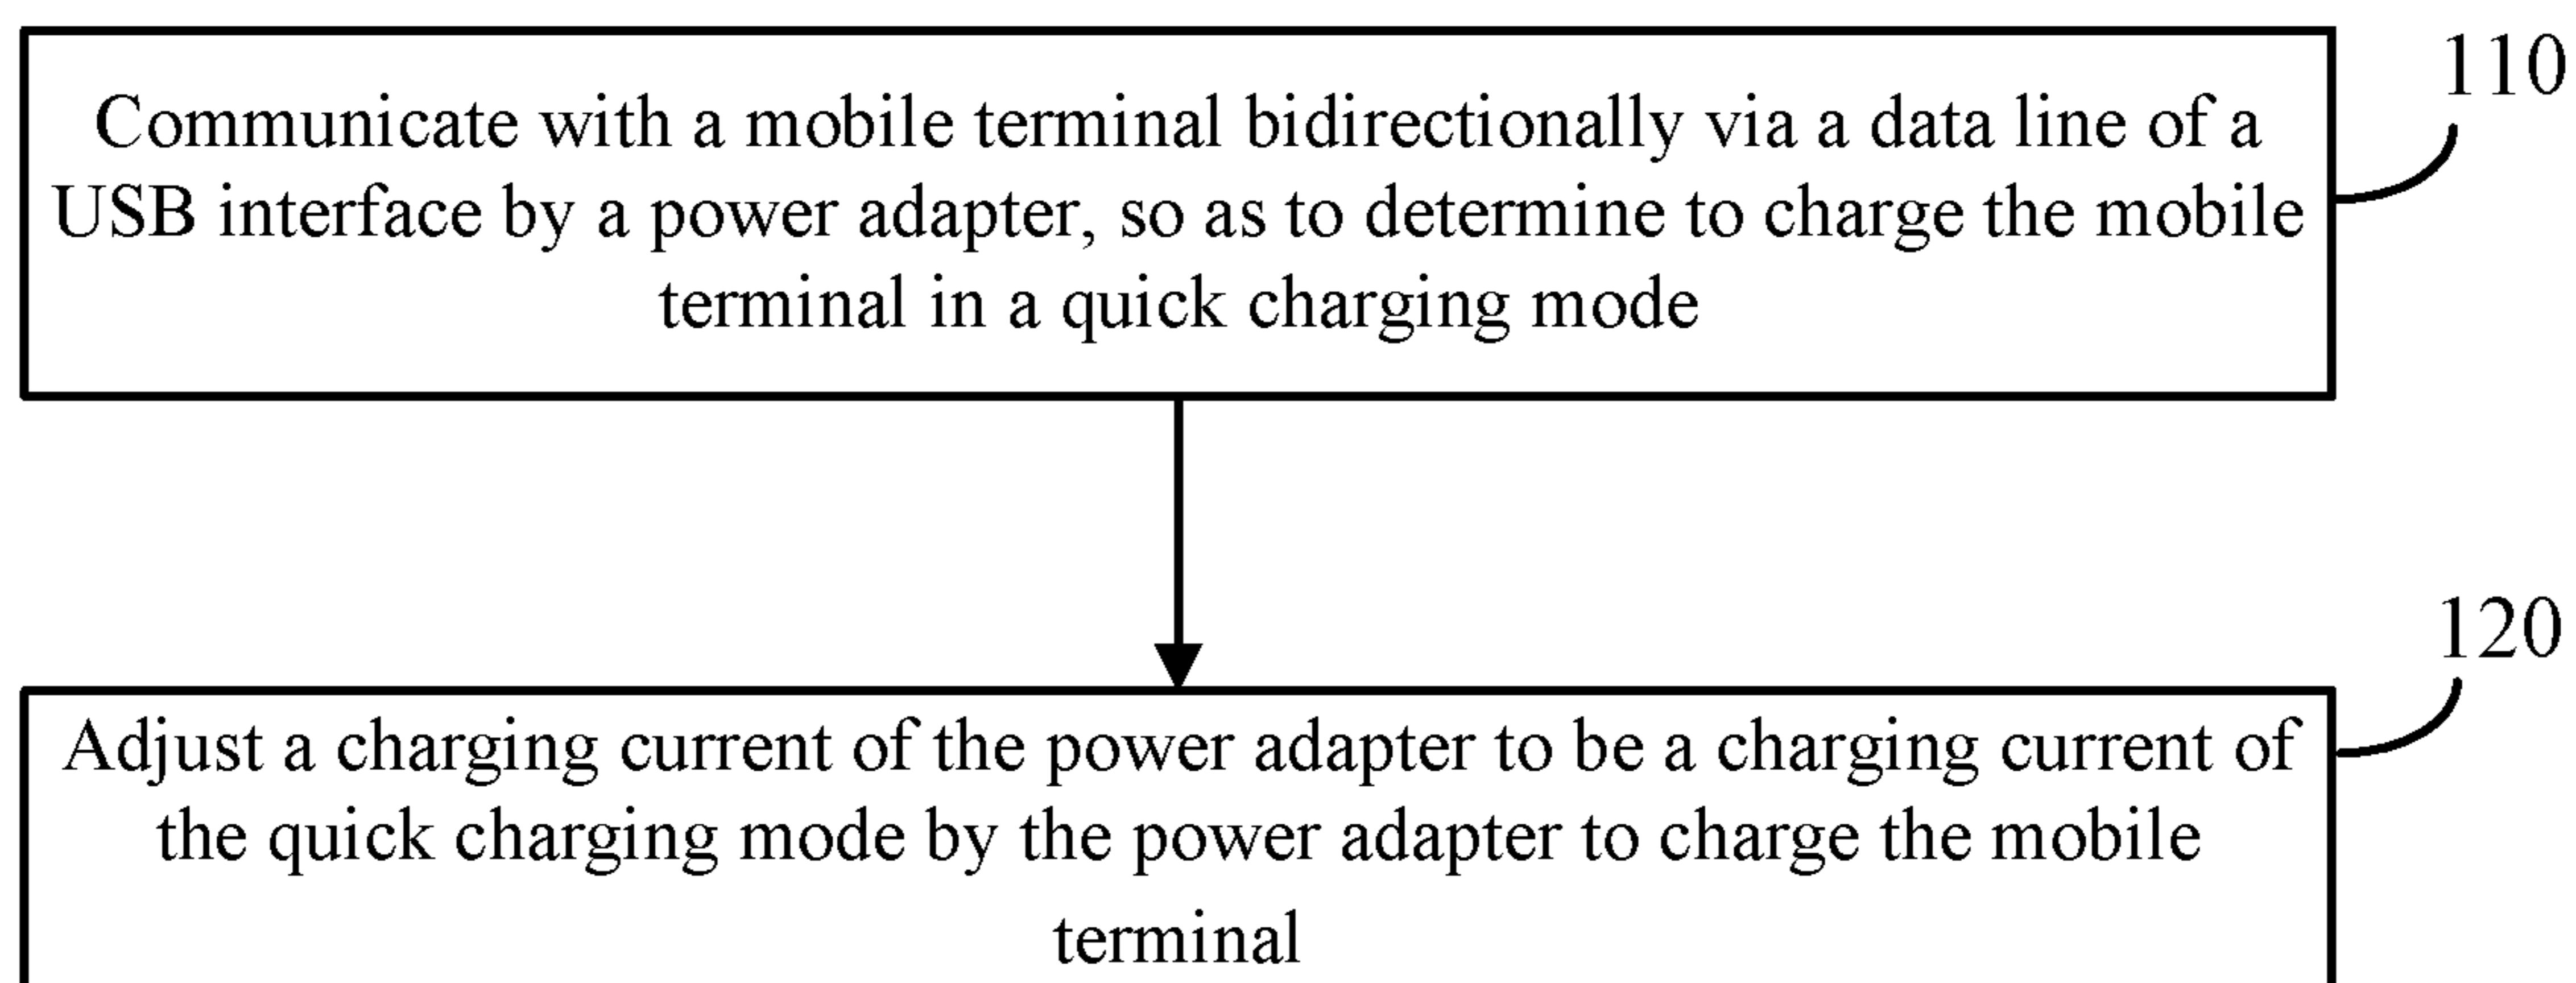 110
Communicate with a mobile terminal bidirectionally via a data line of a
USB interface by a power adapter, so as to determine to charge the mobile
terminal in a quick charging mode
120
Adjust a charging current of the power adapter to be a charging current of
the quick charging mode by the power adapter to charge the mobile
terminal